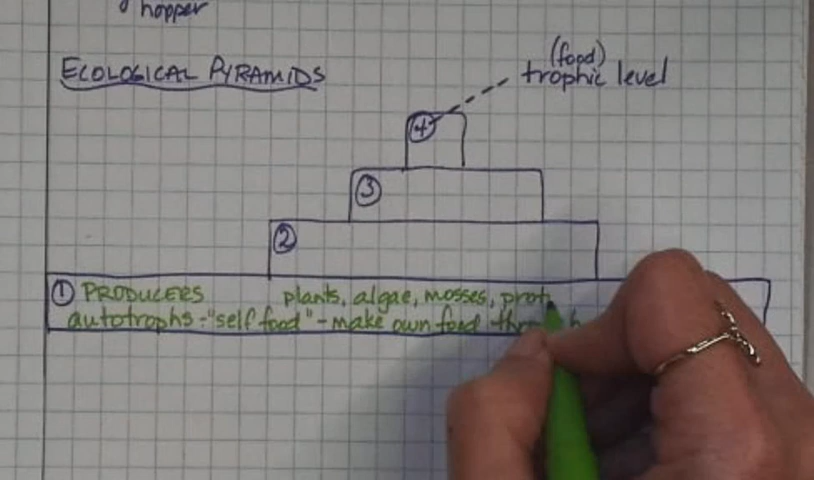 hopper
ECOLOGICAL PYRAMIDS
(food)
trophic level
4
3
2
1 PRODUCERS plants, algae, mosses,
autotrophs - "self food" - make own food